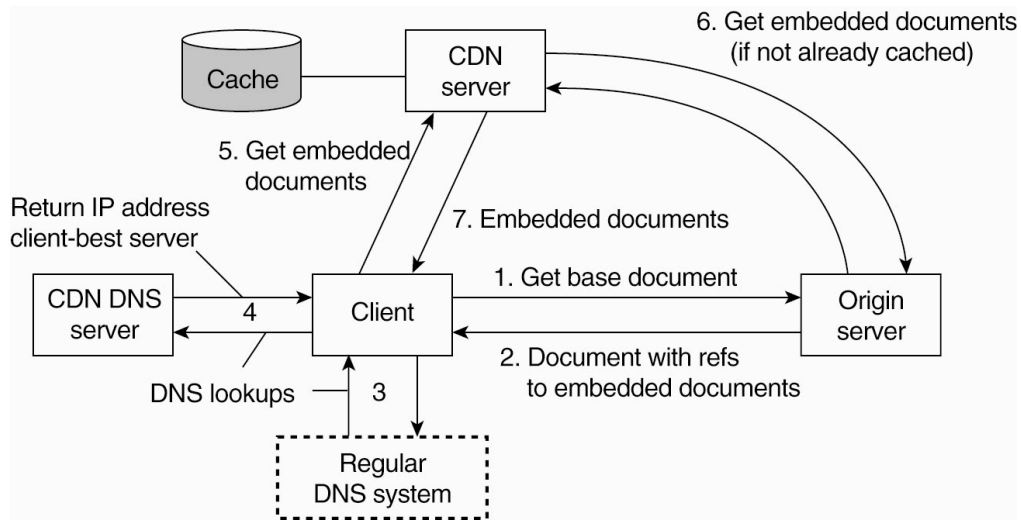 6. Get embedded documents
(if not already cached)
CDN
server
Cache
5. Get embedded
documents
Return IP address
client-best server
7. Embedded documents
1. Get base document
CDN DNS
server
4
Client
Origin
server
2. Document with refs
to embedded documents
DNS lookups
3
Regular
DNS system